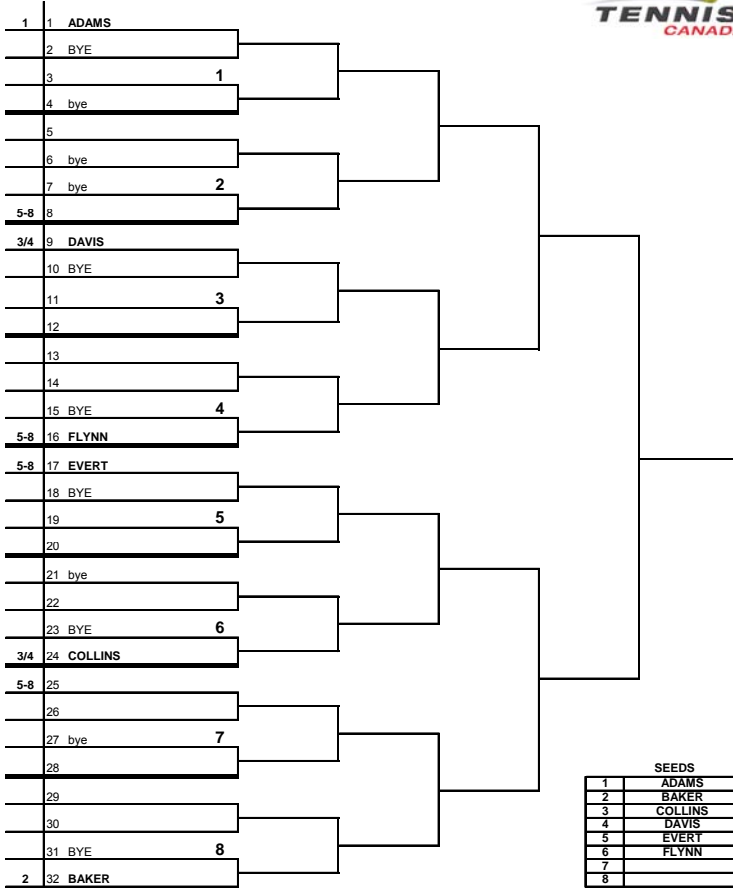 TENNIS
CANAD
1 1 ADAMS
2 BYE
3 1
4 bye
5
6 bye
7 bye 2
5-8 8
3/4 9 DAVIS
10 BYE
11 3
12
13
14
15 BYE 4
5-8 16 FLYNN
5-8 17 EVERT
18 BYE
19 5
20
21 bye
22
23 BYE 6
3/4 24 COLLINS
5-8 25
26
27 bye 7
28
29
30
31 BYE 8
2 32 BAKER
SEEDS
1 ADAMS
2 BAKER
3 COLLINS
4 DAVIS
5 EVERT
6 FLYNN
7
8